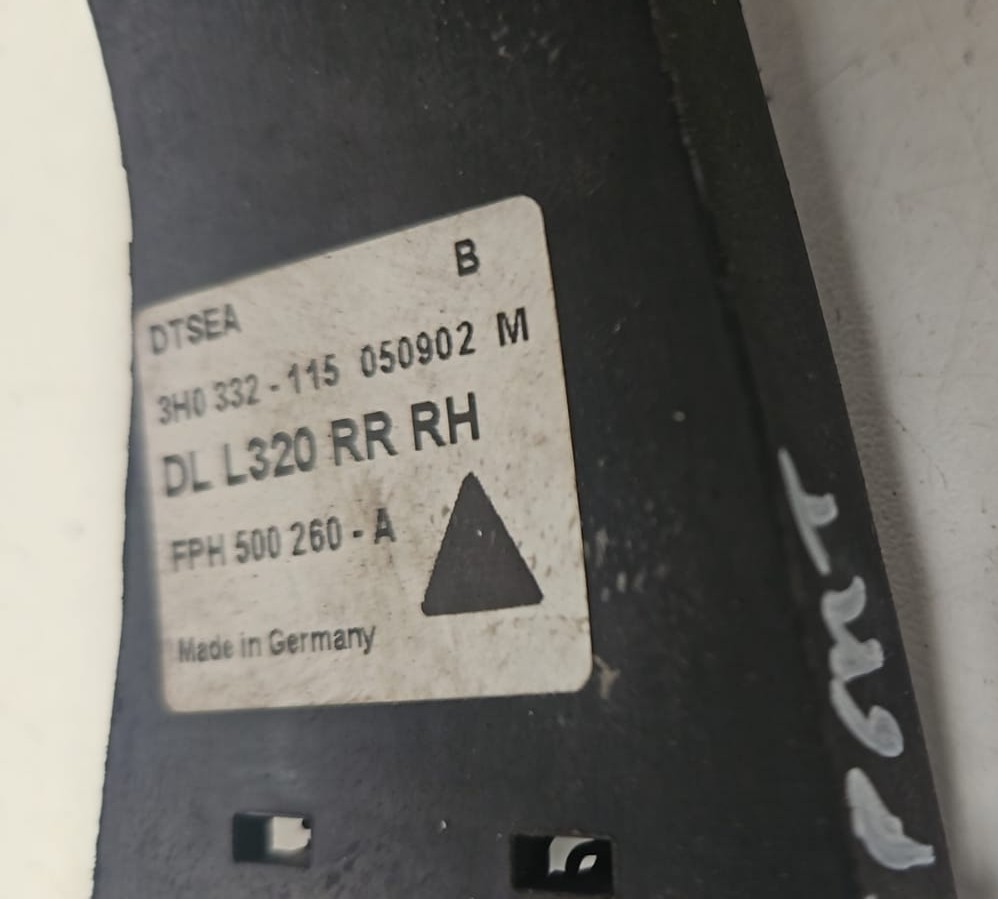 B
DTSEA
3H0 332 - 115 050902 M
DL L320 RR RH
FPH 500 260 - A
Made in Germany